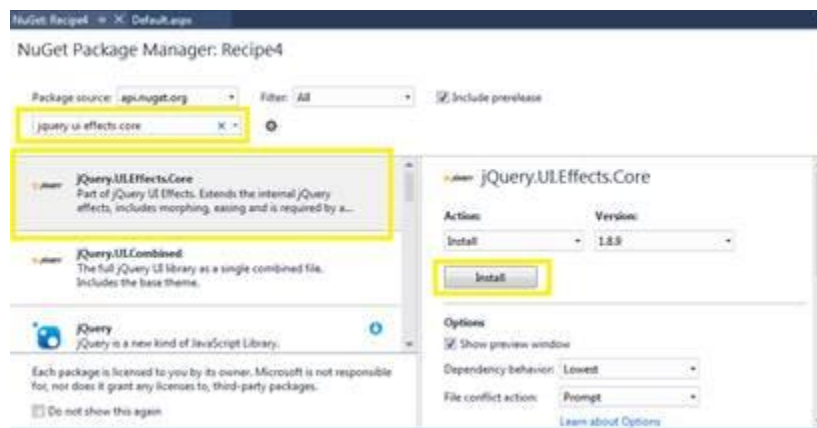 NuGet: Recipe4 Default.aspx
NuGet Package Manager: Recipe4
Package source: api.nuget.org Filter: All Include prerelease
jquery ui effects core
jQuery.UI.Effects.Core
Part of jQuery UI Effects. Extends the internal jQuery
effects, includes morphing, easing and is required by a...
jQuery.UI.Combined
The full jQuery UI library as a single combined file.
Includes the base theme.
jQuery
jQuery is a new kind of JavaScript Library.
Each package is licensed to you by its owner. Microsoft is not responsible
for, nor does it grant any licenses to, third-party packages.
Do not show this again
jQuery.UI.Effects.Core
Action: Version:
Install 1.8.9
Install
Options
Show preview window
Dependency behavior: Lowest
File conflict action: Prompt
Learn about Options